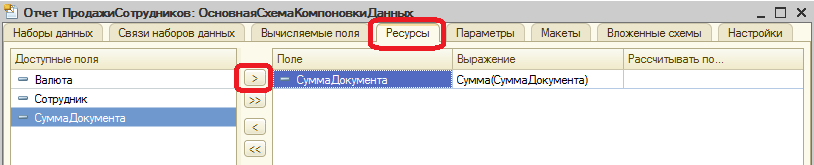 Отчет ПродажиСотрудников: ОсновнаяСхемаКомпоновкиДанных
Наборы данных Связи наборов данных Вычисляемые поля Ресурсы Параметры Макеты Вложенные схемы Настройки
Доступные поля
Валюта
Сотрудник
СуммаДокумента
>
>>
<
<<
Поле Выражение Рассчитывать по...
СуммаДокумента Сумма(СуммаДокумента)